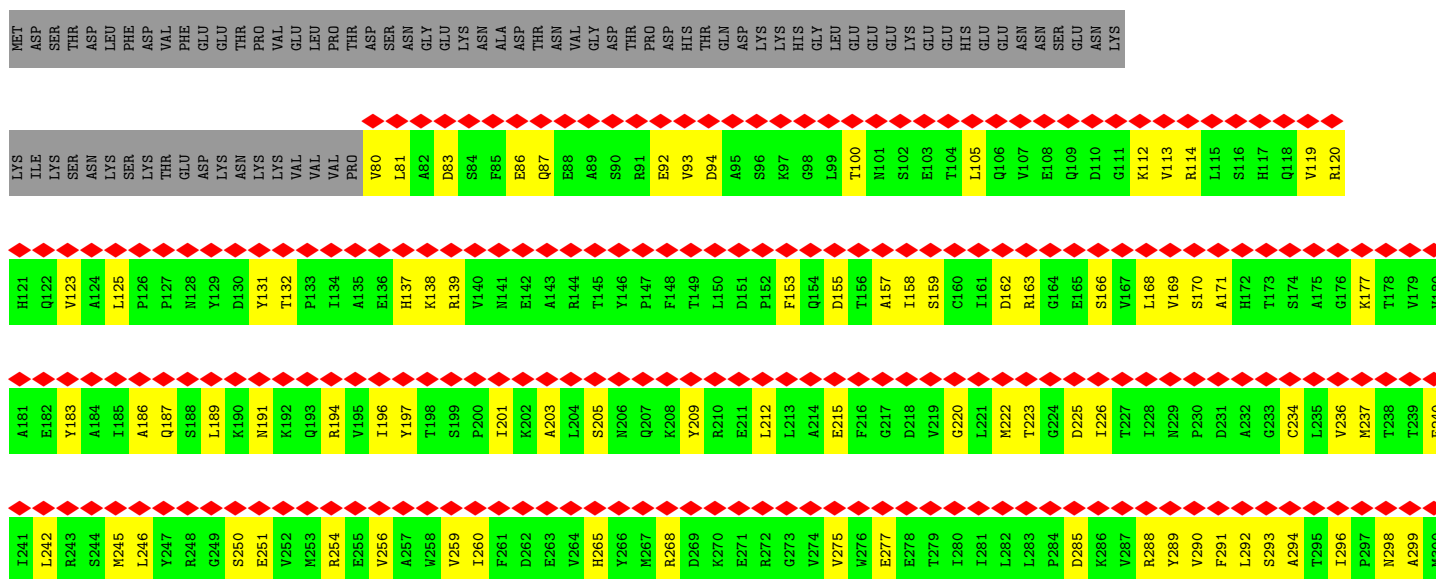 MET ASP SER THR ASP LEU PHE ASP VAL PHE GLU GLU THR PRO VAL GLU LEU PRO THR ASP SER ASN GLY GLU LYS ASN ALA ASP THR ASN VAL GLY ASP THR PRO ASP HIS THR GLN ASP LYS LYS HIS GLY LEU GLU GLU GLU LYS GLU GLU HIS GLU GLU ASN ASN SER GLU ASN LYS
LYS ILE LYS SER ASN LYS SER LYS THR GLU ASP LYS ASN LYS LYS VAL VAL VAL PRO V80 L81 A82 D83 S84 F85 E86 Q87 E88 A89 S90 R91 E92 V93 D94 A95 S96 K97 G98 L99 T100 N101 S102 E103 T104 L105 Q106 V107 E108 Q109 D110 G111 K112 V113 R114 L115 S116 H117 Q118 V119 R120
H121 Q122 V123 A124 L125 P126 P127 N128 Y129 D130 Y131 T132 P133 I134 A135 E136 H137 K138 R139 V140 N141 E142 A143 R144 T145 Y146 P147 F148 T149 L150 D151 P152 F153 Q154 D155 T156 A157 I158 S159 C160 I161 D162 R163 G164 E165 S166 V167 L168 V169 S170 A171 H172 T173 S174 A175 G176 K177 T178 V179
A181 E182 Y183 A184 I185 A186 Q187 S188 L189 K190 N191 K192 Q193 R194 V195 I196 Y197 T198 S199 P200 I201 K202 A203 L204 S205 N206 Q207 K208 Y209 R210 E211 L212 L213 A214 E215 F216 G217 D218 V219 G220 L221 M222 T223 G224 D225 I226 T227 I228 N229 P230 D231 A232 G233 C234 L235 V236 M237 T238 T239
I241 L242 R243 S244 M245 L246 Y247 R248 G249 S250 E251 V252 M253 R254 E255 V256 A257 W258 V259 I260 F261 D262 E263 V264 H265 Y266 M267 R268 D269 K270 E271 R272 G273 V274 V275 W276 E277 E278 T279 I280 I281 L282 L283 P284 D285 K286 V287 R288 Y289 V290 F291 L292 S293 A294 T295 I296 P297 N298 A299